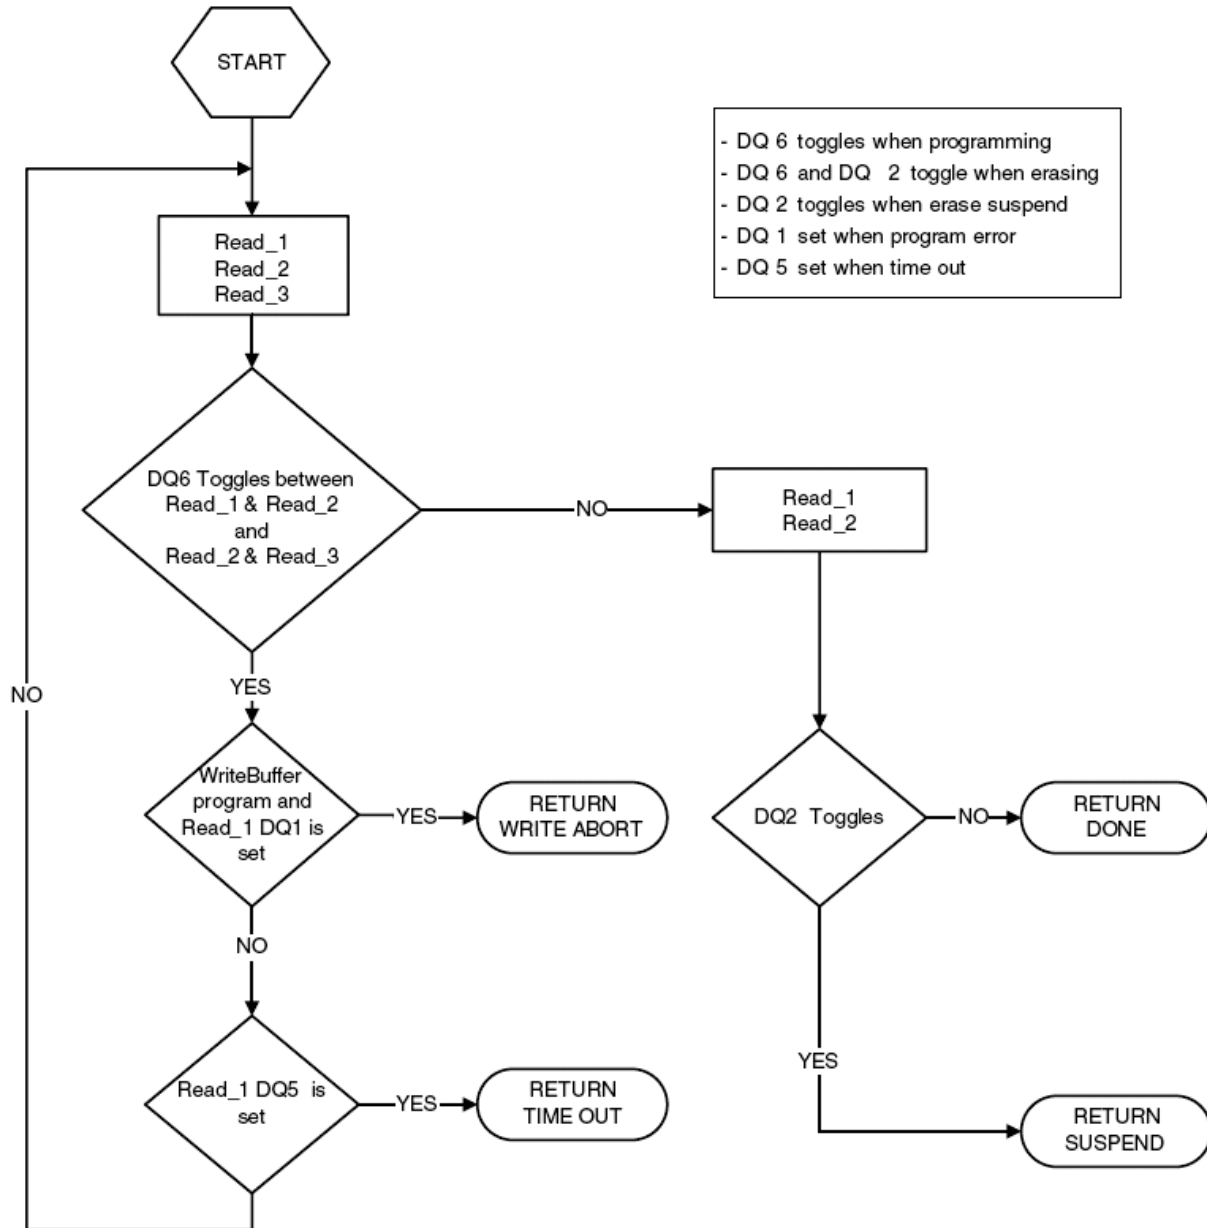 START
- DQ 6 toggles when programming
- DQ 6 and DQ 2 toggle when erasing
- DQ 2 toggles when erase suspend
- DQ 1 set when program error
- DQ 5 set when time out
Read_1
Read_2
Read_3
DQ6 Toggles between
Read_1 & Read_2
and
Read_2 & Read_3
NO
Read_1
Read_2
YES
NO
WriteBuffer
program and
Read_1 DQ1 is
set
YES
RETURN
WRITE ABORT
DQ2 Toggles
NO
RETURN
DONE
NO
YES
Read_1 DQ5 is
set
YES
RETURN
TIME OUT
RETURN
SUSPEND